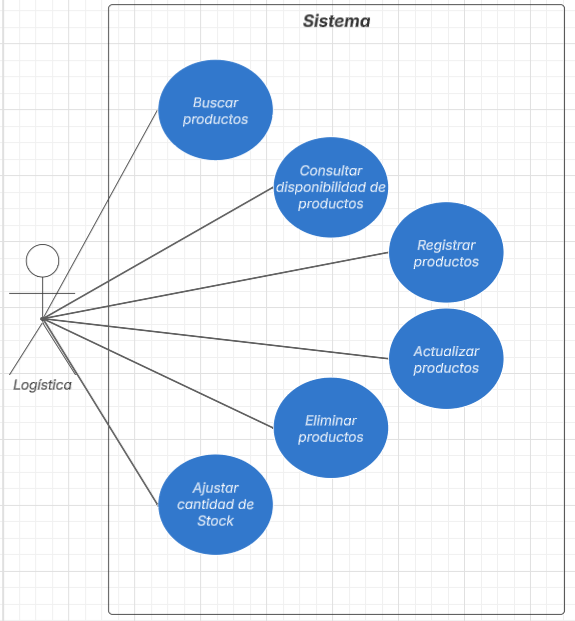 Sistema
Buscar
productos
Consultar
disponibilidad de
productos
Registrar
productos
Actualizar
productos
Logística
Eliminar
productos
Ajustar
cantidad de
Stock